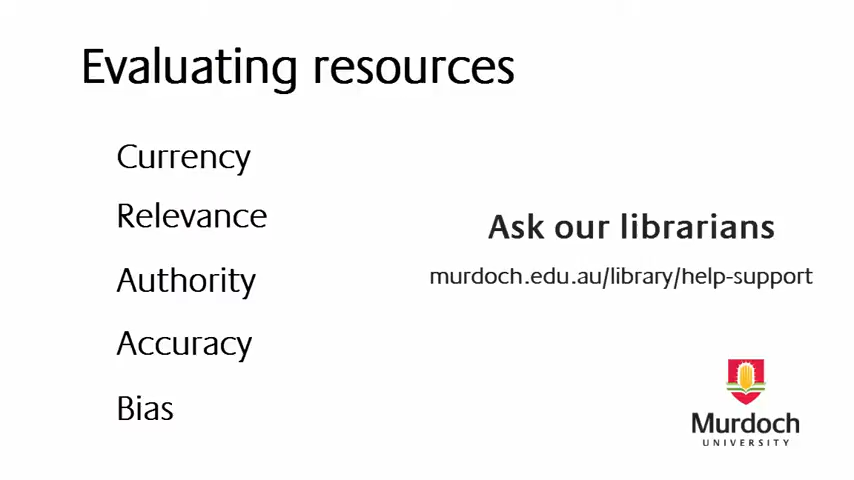 Evaluating resources
Currency
Relevance
Authority
Accuracy
Bias
Ask our librarians
murdoch.edu.au/library/help-support
Murdoch
UNIVERSITY